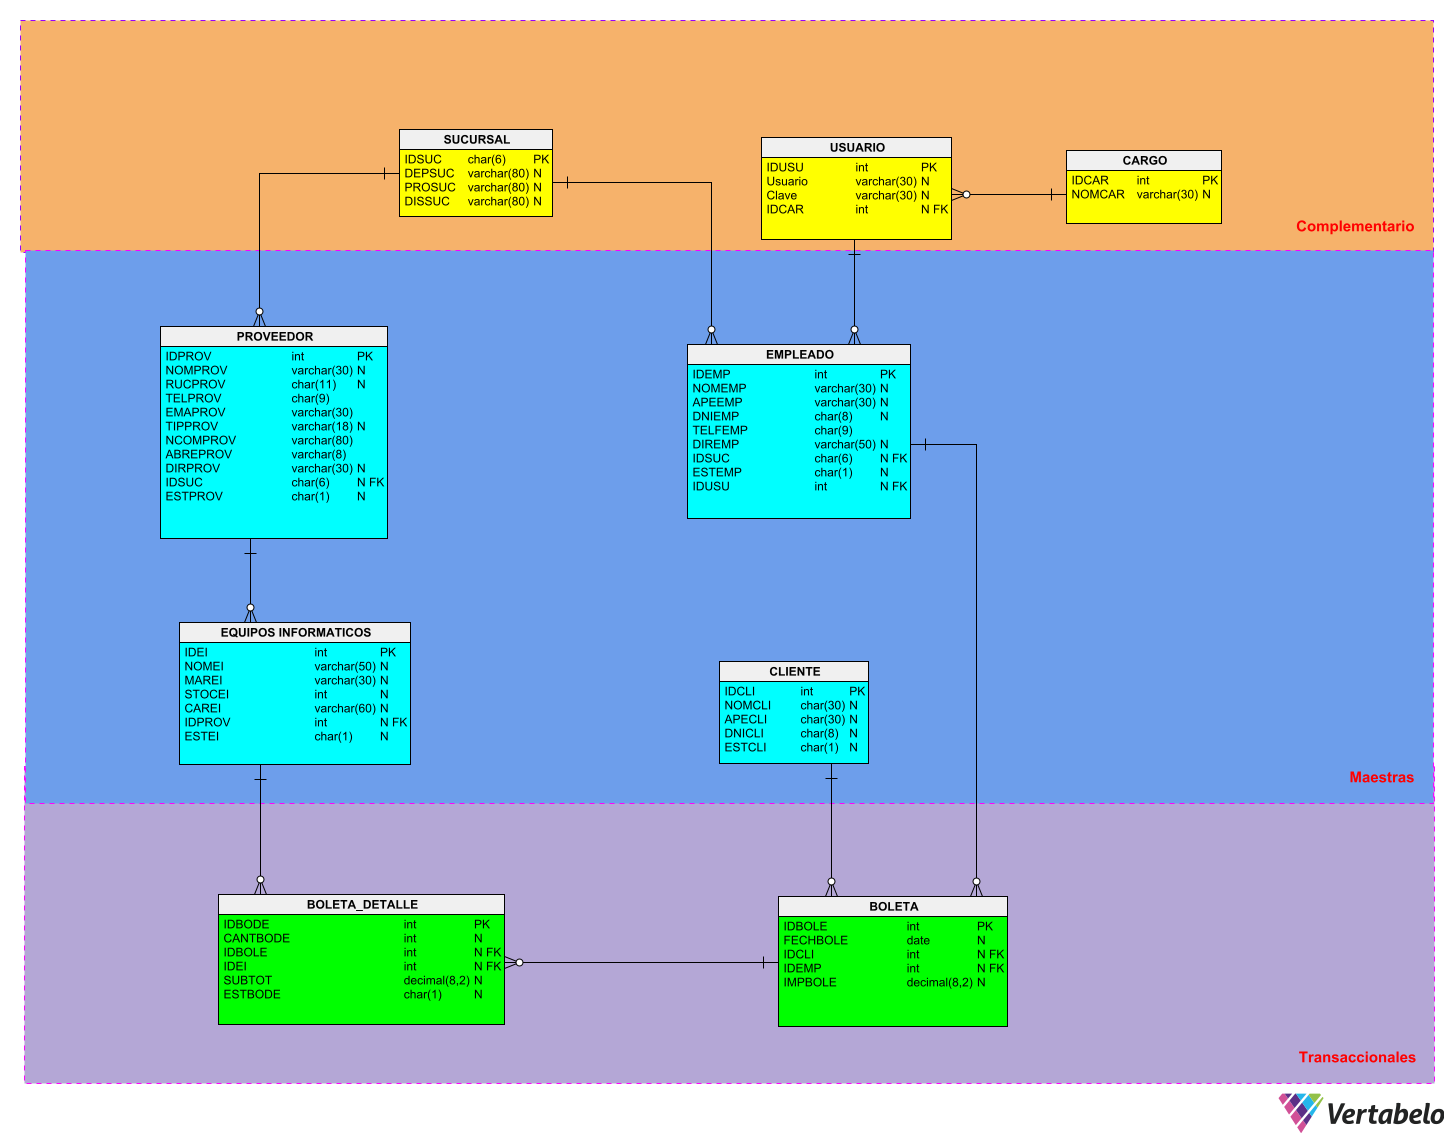 SUCURSAL
IDSUC char(6) PK
DEPSUC varchar(80) N
PROSUC varchar(80) N
DISSUC varchar(80) N
USUARIO
IDUSU int PK
Usuario varchar(30) N
Clave varchar(30) N
IDCAR int N FK
CARGO
IDCAR int PK
NOMCAR varchar(30) N
Complementario
PROVEEDOR
IDPROV int PK
NOMPROV varchar(30) N
RUCPROV char(11) N
TELPROV char(9)
EMAPROV varchar(30)
TIPPROV varchar(18) N
NCOMPROV varchar(80)
ABREPROV varchar(8)
DIRPROV varchar(30) N
IDSUC char(6) N FK
ESTPROV char(1) N
EMPLEADO
IDEMP int PK
NOMEMP varchar(30) N
APEEMP varchar(30) N
DNIEMP char(8) N
TELFEMP char(9)
DIREMP varchar(50) N
IDSUC char(6) N FK
ESTEMP char(1) N
IDUSU int N FK
EQUIPOS INFORMATICOS
IDEI int PK
NOMEI varchar(50) N
MAREI varchar(30) N
STOCEI int N
CAREI varchar(60) N
IDPROV int N FK
ESTEI char(1) N
CLIENTE
IDCLI int PK
NOMCLI char(30) N
APECLI char(30) N
DNICLI char(8) N
ESTCLI char(1) N
Maestras
BOLETA_DETALLE
IDBODE int PK
CANTBODE int N
IDBOLE int N FK
IDEI int N FK
SUBTOT decimal(8,2) N
ESTBODE char(1) N
BOLETA
IDBOLE int PK
FECHBOLE date N
IDCLI int N FK
IDEMP int N FK
IMPBOLE decimal(8,2) N
Transaccionales
Vertabelo